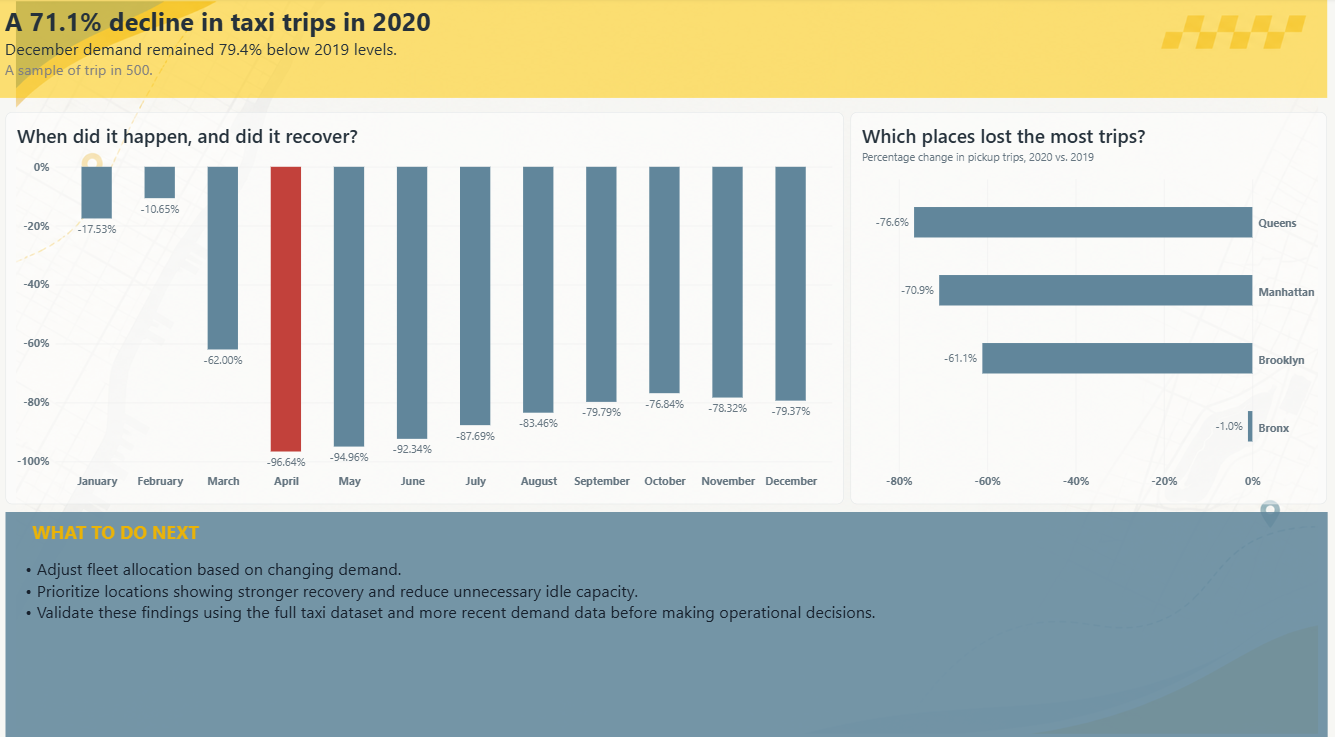 A 71.1% decline in taxi trips in 2020
December demand remained 79.4% below 2019 levels.
A sample of trip in 500.
When did it happen, and did it recover?
0%
-20%
-40%
-60%
-80%
-100%
-17.53%
-10.65%
-62.00%
-96.64%
-94.96%
-92.34%
-87.69%
-83.46%
-79.79%
-76.84%
-78.32%
-79.37%
January February March April May June July August September October November December
Which places lost the most trips?
Percentage change in pickup trips, 2020 vs. 2019
-76.6% Queens
-70.9% Manhattan
-61.1% Brooklyn
-1.0% Bronx
-80% -60% -40% -20% 0%
WHAT TO DO NEXT
• Adjust fleet allocation based on changing demand.
• Prioritize locations showing stronger recovery and reduce unnecessary idle capacity.
• Validate these findings using the full taxi dataset and more recent demand data before making operational decisions.